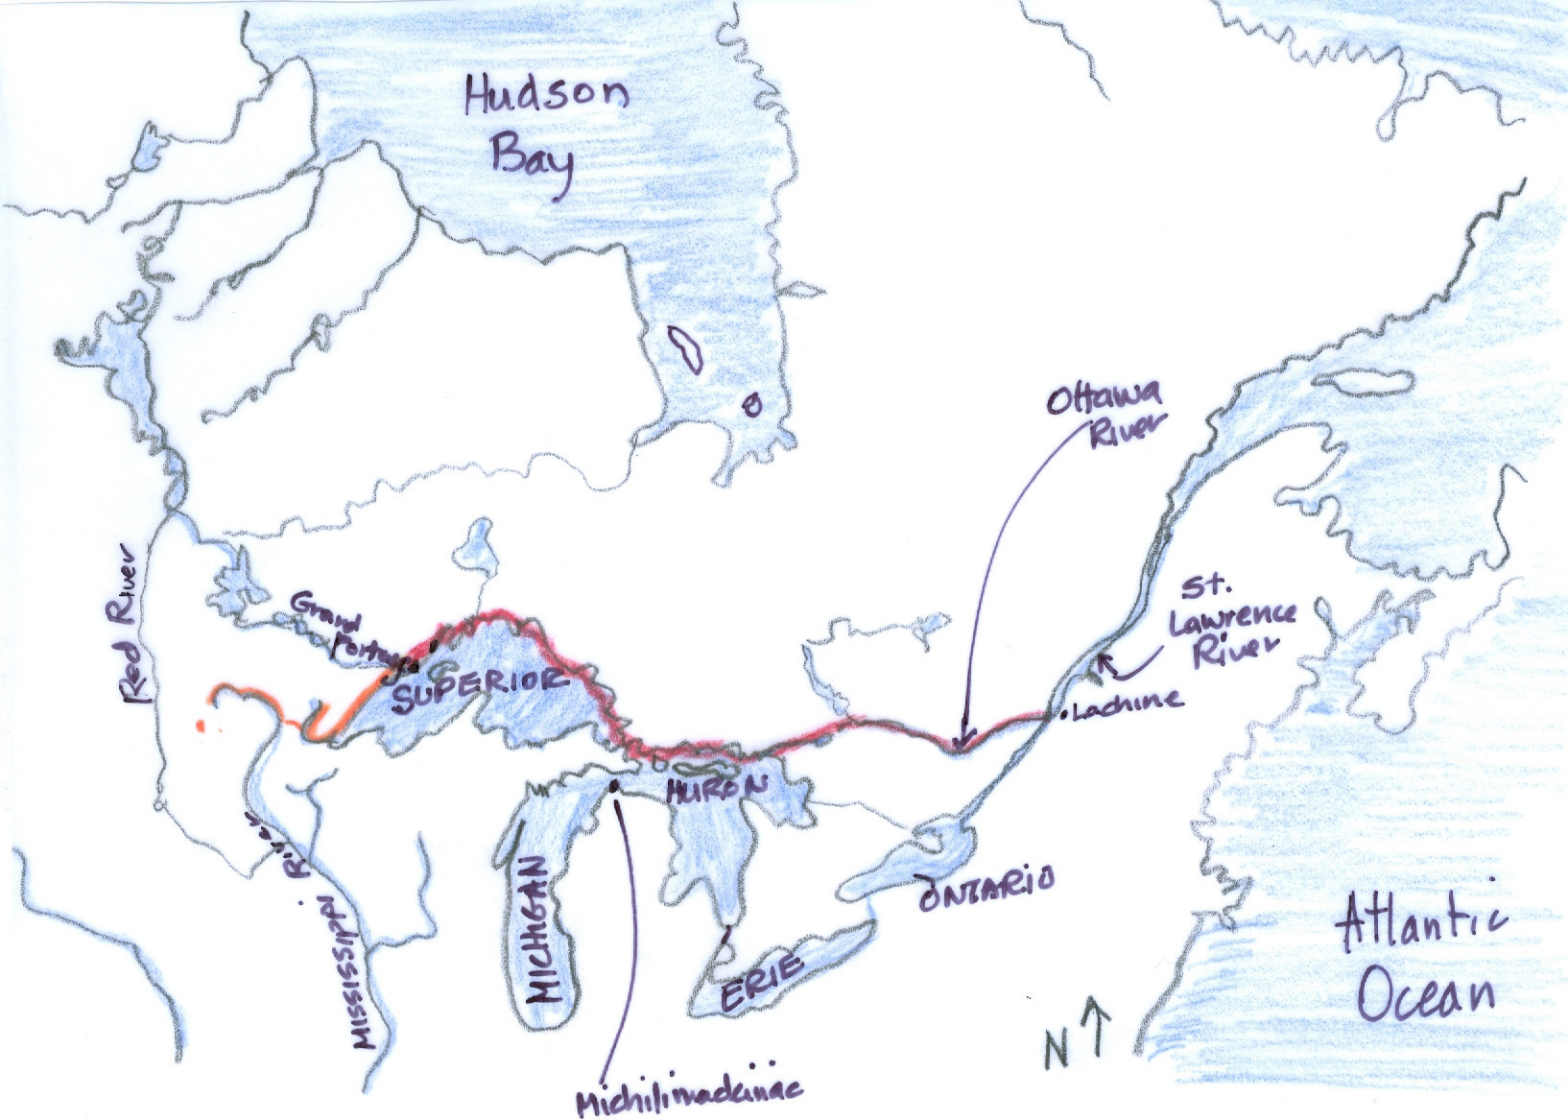 Hudson
Bay
Ottawa
River
St.
Lawrence
River
Lachine
Red River
Grand
Portage
SUPERIOR
HURON
MICHIGAN
ONTARIO
ERIE
MISSISSIPPI River
Michilimackinac
Atlantic
Ocean
N